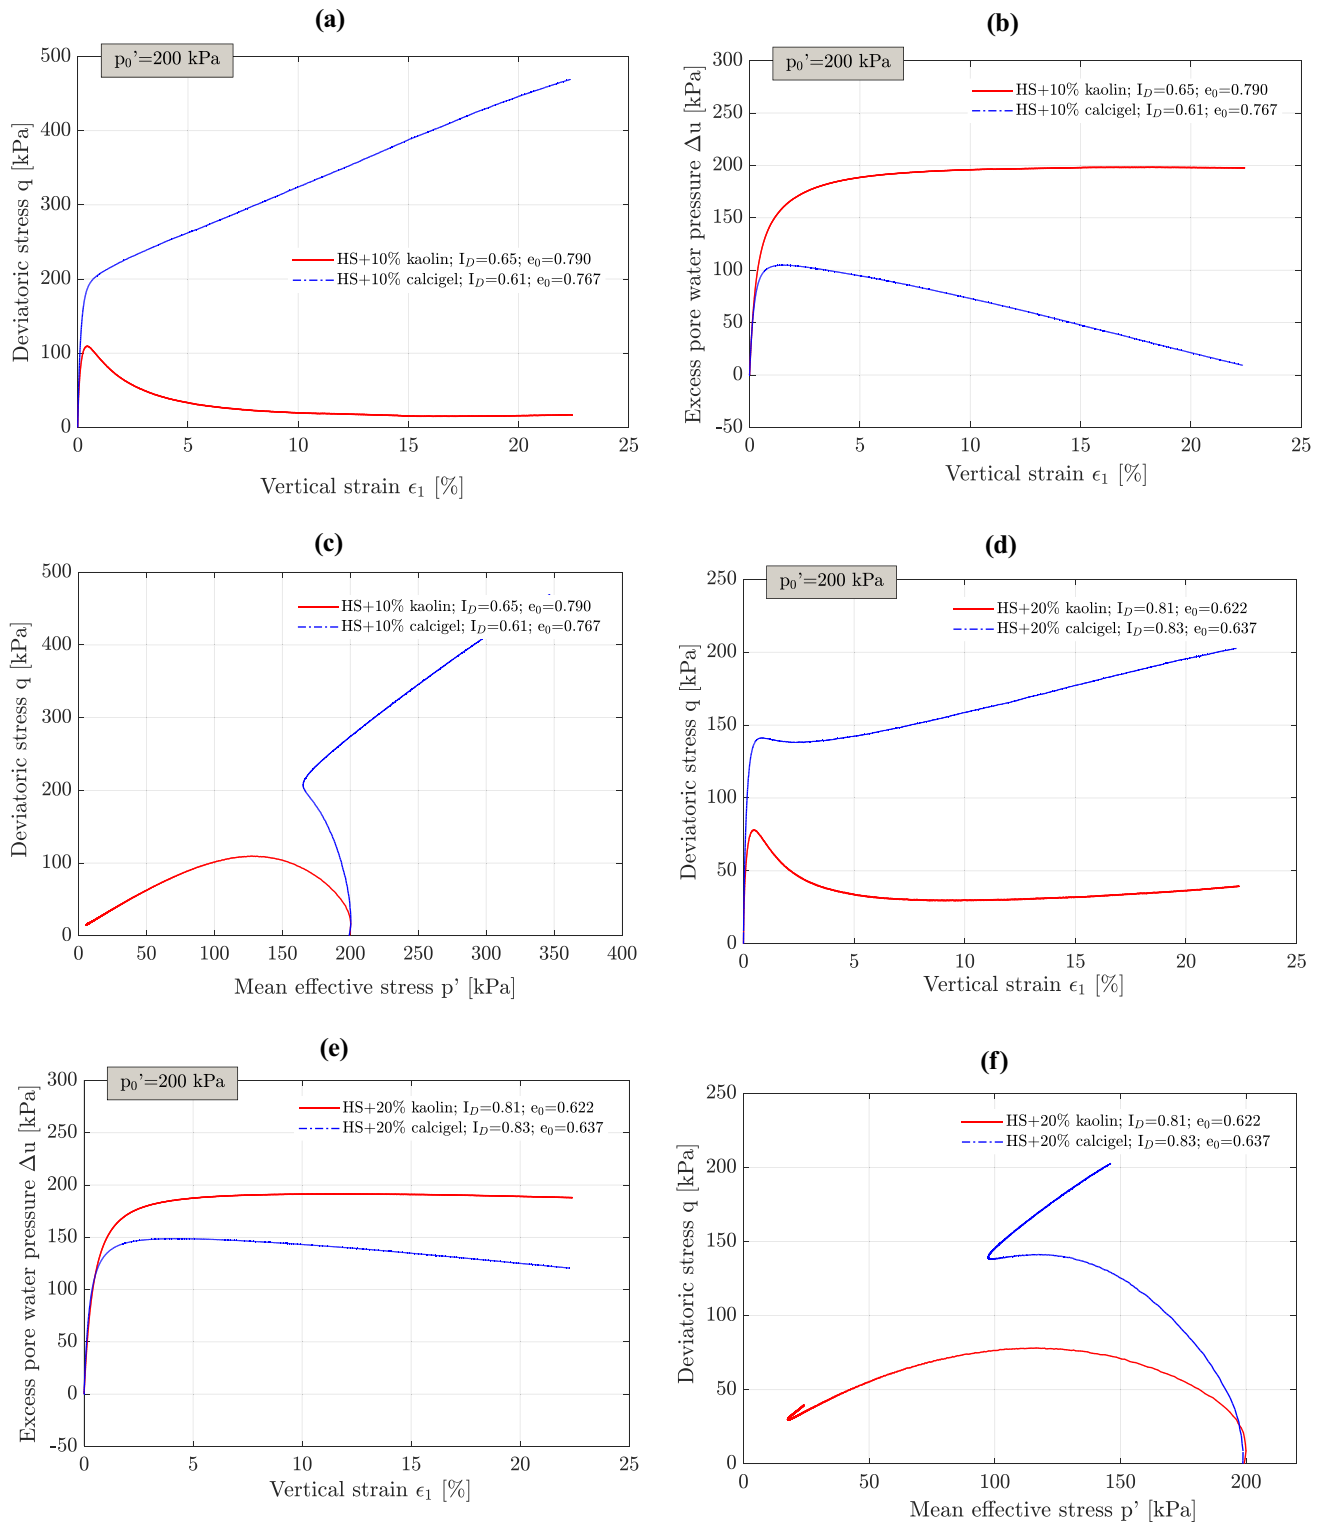 (a)
p₀'=200 kPa
Deviatoric stress q [kPa]
500
400
300
200
100
0
HS+10% kaolin; I_D=0.65; e₀=0.790
HS+10% calcigel; I_D=0.61; e₀=0.767
0 5 10 15 20 25
Vertical strain ϵ₁ [%]
(b)
p₀'=200 kPa
Excess pore water pressure Δu [kPa]
300
250
200
150
100
50
0
-50
HS+10% kaolin; I_D=0.65; e₀=0.790
HS+10% calcigel; I_D=0.61; e₀=0.767
0 5 10 15 20 25
Vertical strain ϵ₁ [%]
(c)
Deviatoric stress q [kPa]
500
400
300
200
100
0
HS+10% kaolin; I_D=0.65; e₀=0.790
HS+10% calcigel; I_D=0.61; e₀=0.767
0 50 100 150 200 250 300 350 400
Mean effective stress p' [kPa]
(d)
p₀'=200 kPa
Deviatoric stress q [kPa]
250
200
150
100
50
0
HS+20% kaolin; I_D=0.81; e₀=0.622
HS+20% calcigel; I_D=0.83; e₀=0.637
0 5 10 15 20 25
Vertical strain ϵ₁ [%]
(e)
p₀'=200 kPa
Excess pore water pressure Δu [kPa]
300
250
200
150
100
50
0
-50
HS+20% kaolin; I_D=0.81; e₀=0.622
HS+20% calcigel; I_D=0.83; e₀=0.637
0 5 10 15 20 25
Vertical strain ϵ₁ [%]
(f)
Deviatoric stress q [kPa]
250
200
150
100
50
0
HS+20% kaolin; I_D=0.81; e₀=0.622
HS+20% calcigel; I_D=0.83; e₀=0.637
0 50 100 150 200
Mean effective stress p' [kPa]